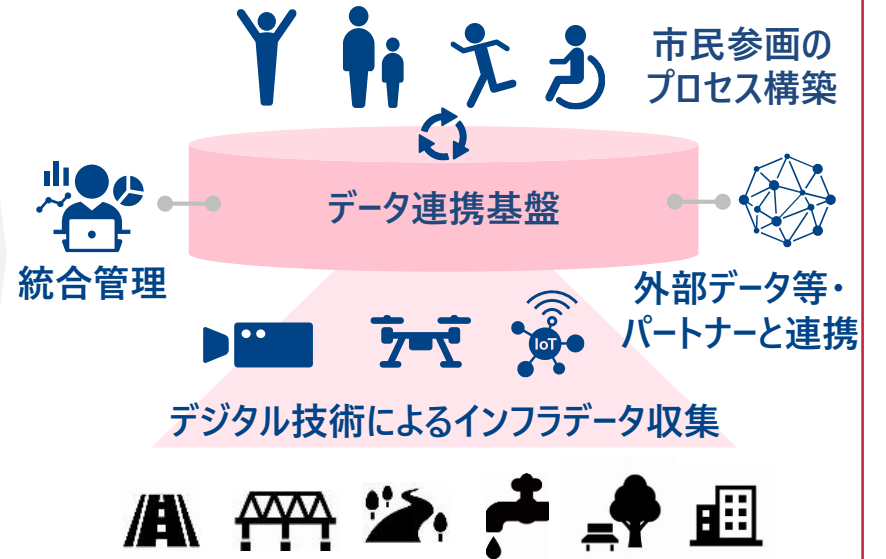 市民参画の
プロセス構築
データ連携基盤
統合管理
外部データ等・
パートナーと連携
IoT
デジタル技術によるインフラデータ収集